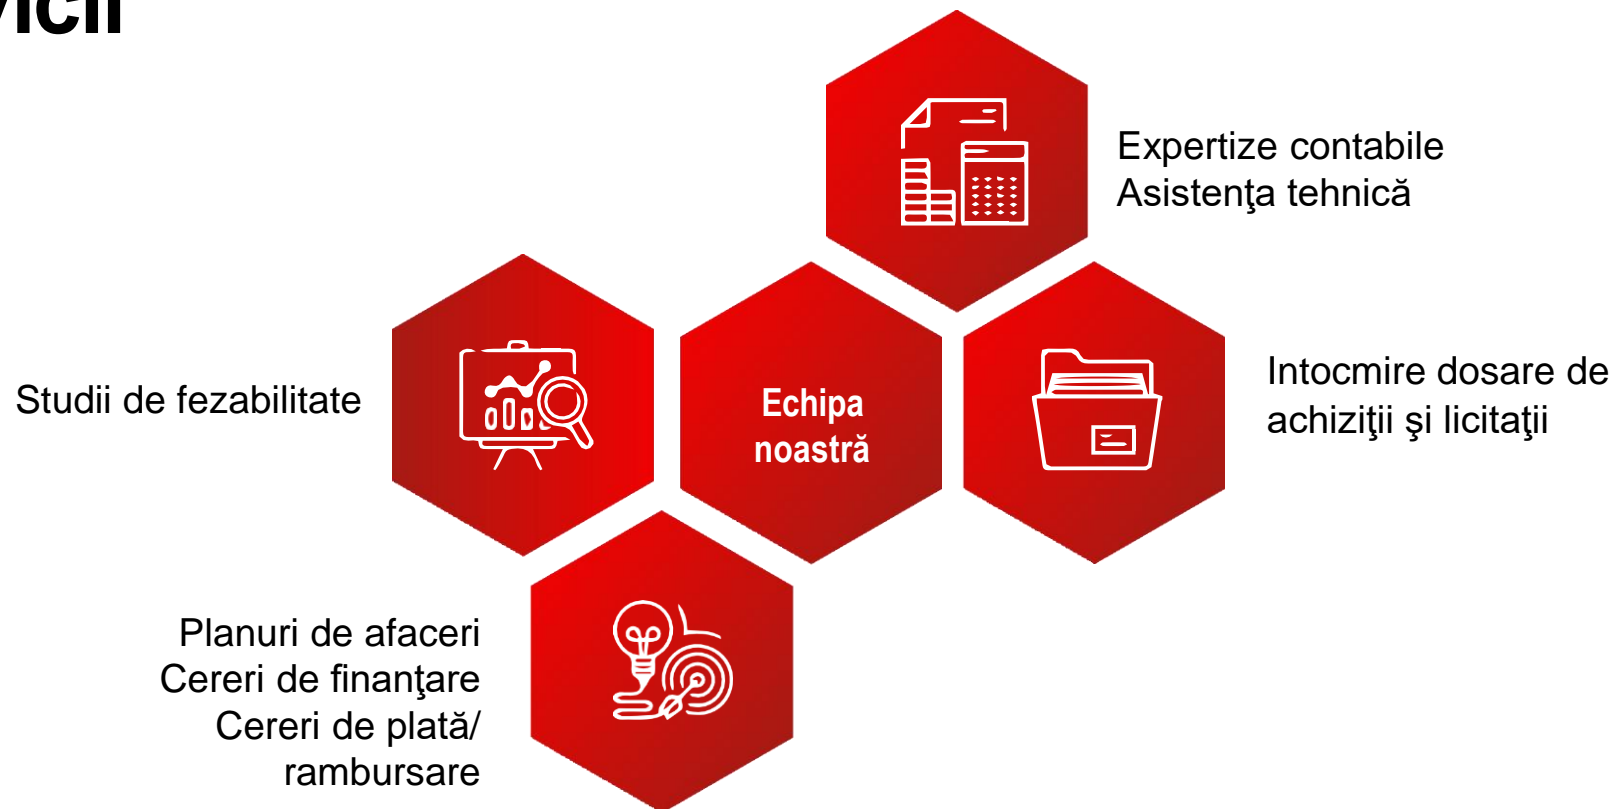 Expertize contabile
Asistenţa tehnică
Studii de fezabilitate
Echipa
noastră
Intocmire dosare de
achiziţii şi licitaţii
Planuri de afaceri
Cereri de finanţare
Cereri de plată/
rambursare